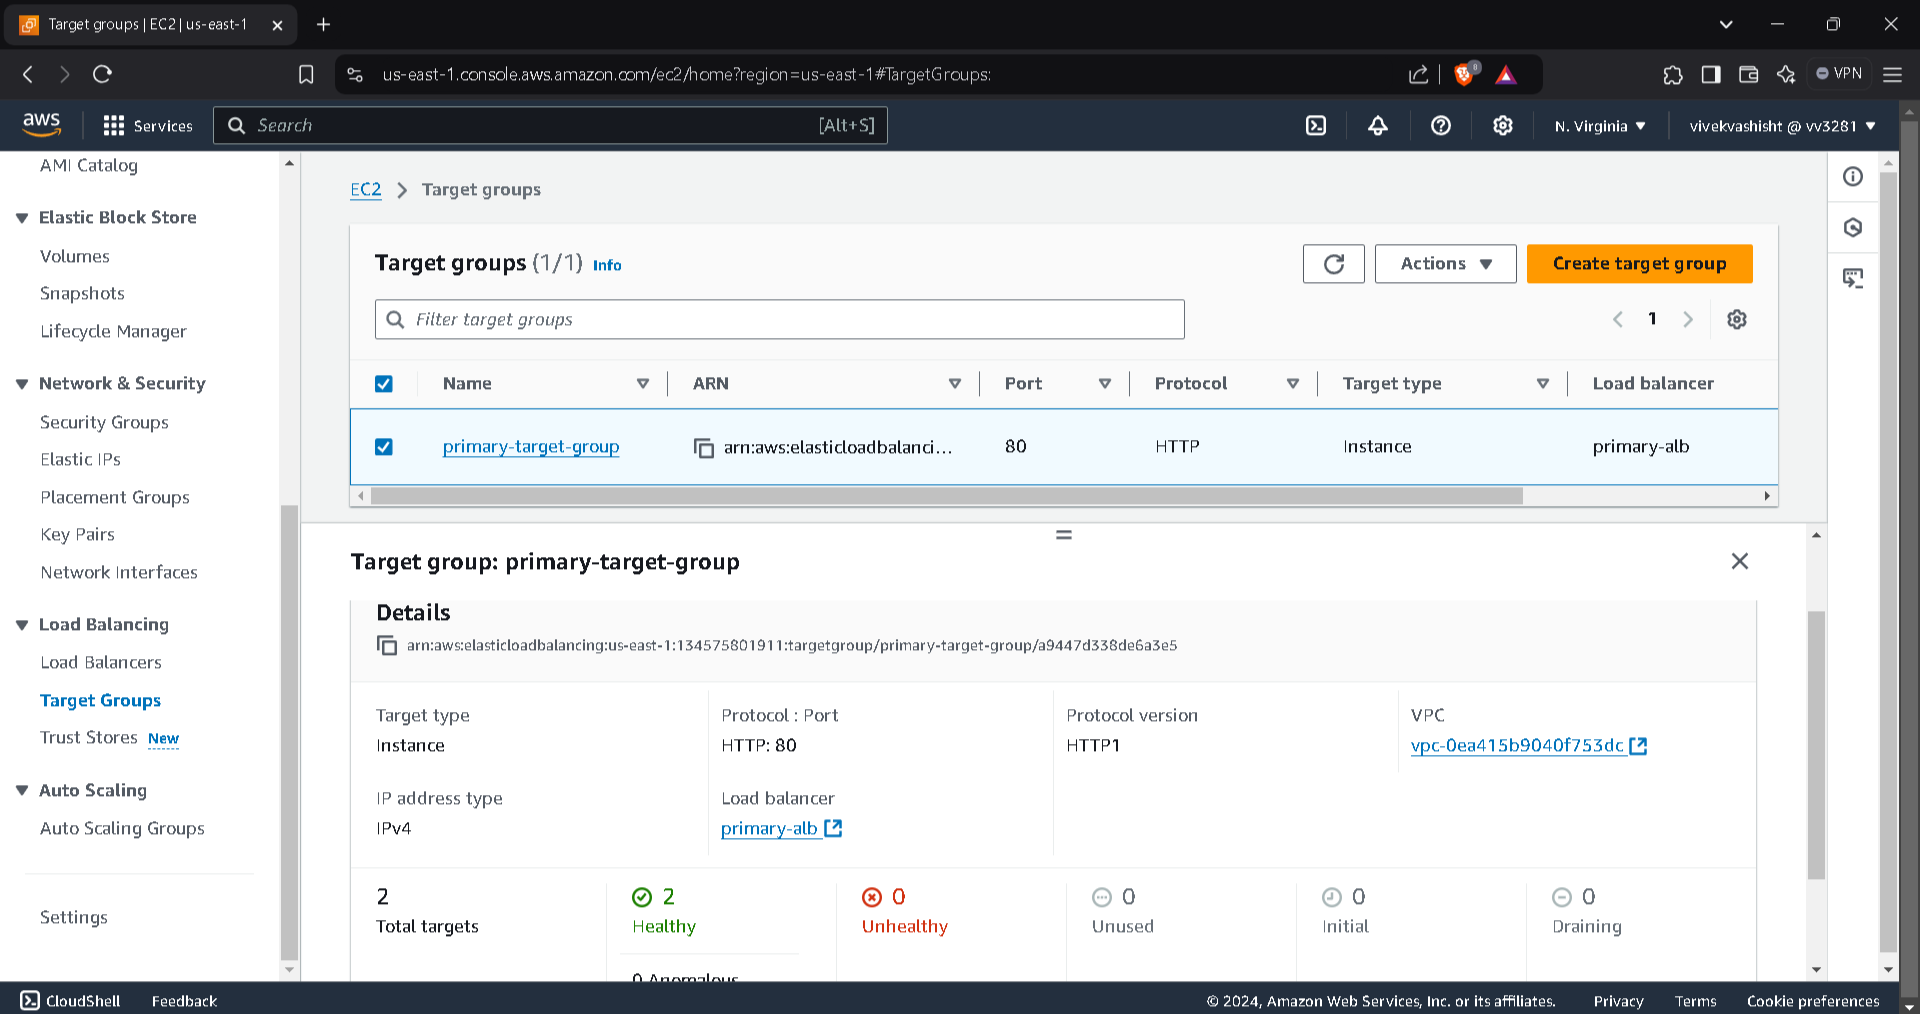 Target groups | EC2 | us-east-1
us-east-1.console.aws.amazon.com/ec2/home?region=us-east-1#TargetGroups:
8
VPN
aws
Services
Search
[Alt+S]
N. Virginia
vivekvashisht @ vv3281
AMI Catalog
Elastic Block Store
Volumes
Snapshots
Lifecycle Manager
Network & Security
Security Groups
Elastic IPs
Placement Groups
Key Pairs
Network Interfaces
Load Balancing
Load Balancers
Target Groups
Trust Stores New
Auto Scaling
Auto Scaling Groups
Settings
EC2 > Target groups
Target groups (1/1) Info
Actions
Create target group
Filter target groups
1
Name ARN Port Protocol Target type Load balancer
primary-target-group arn:aws:elasticloadbalanci... 80 HTTP Instance primary-alb
Target group: primary-target-group
Details
arn:aws:elasticloadbalancing:us-east-1:134575801911:targetgroup/primary-target-group/a9447d338de6a3e5
Target type
Instance
Protocol : Port
HTTP: 80
Protocol version
HTTP1
VPC
vpc-0ea415b9040f753dc
IP address type
IPv4
Load balancer
primary-alb
2
Total targets
2
Healthy
0 Anomalous
0
Unhealthy
0
Unused
0
Initial
0
Draining
CloudShell
Feedback
© 2024, Amazon Web Services, Inc. or its affiliates.
Privacy
Terms
Cookie preferences